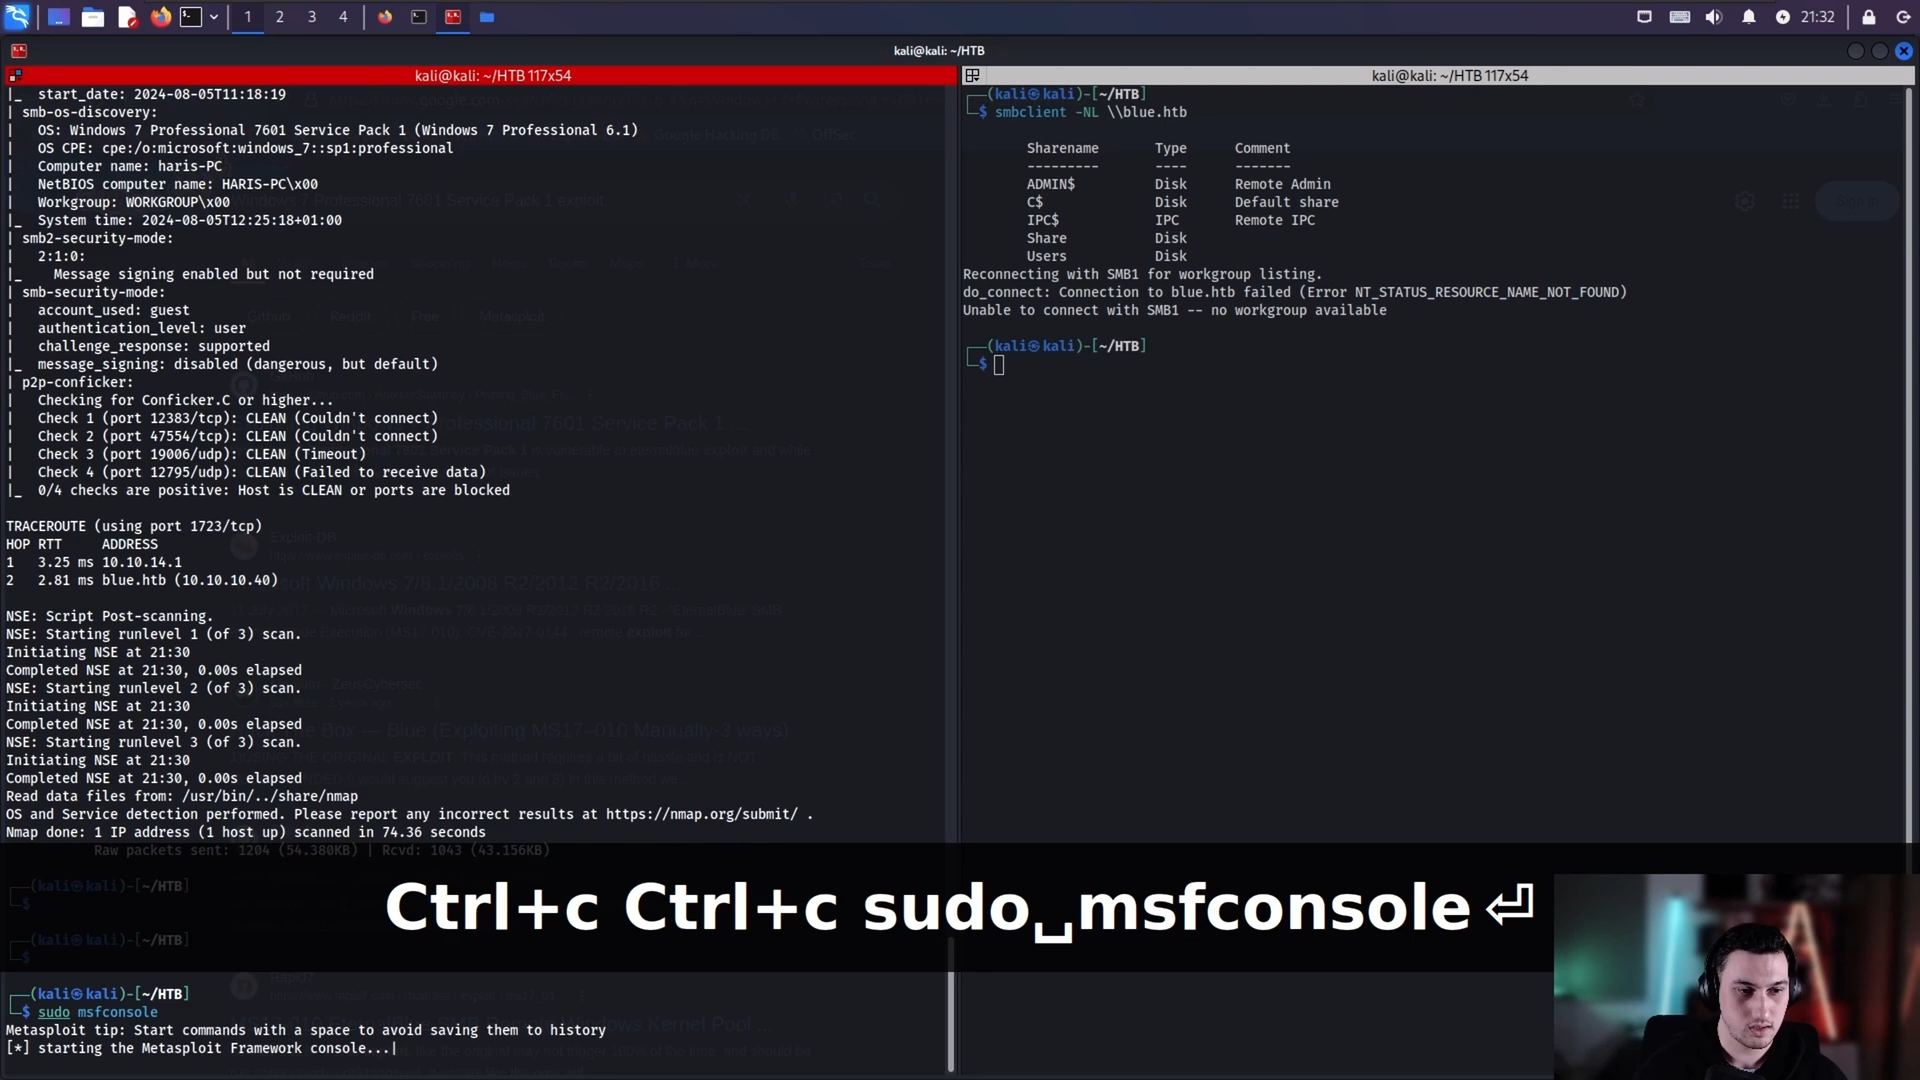 1 2 3 4
21:32
kali@kali: ~/HTB
kali@kali: ~/HTB 117x54
|_  start_date: 2024-08-05T11:18:19
| smb-os-discovery:
|   OS: Windows 7 Professional 7601 Service Pack 1 (Windows 7 Professional 6.1)
|   OS CPE: cpe:/o:microsoft:windows_7::sp1:professional
|   Computer name: haris-PC
|   NetBIOS computer name: HARIS-PC\x00
|   Workgroup: WORKGROUP\x00
|_  System time: 2024-08-05T12:25:18+01:00
| smb2-security-mode:
|   2:1:0:
|_    Message signing enabled but not required
| smb-security-mode:
|   account_used: guest
|   authentication_level: user
|   challenge_response: supported
|_  message_signing: disabled (dangerous, but default)
| p2p-conficker:
|   Checking for Conficker.C or higher...
|   Check 1 (port 12383/tcp): CLEAN (Couldn't connect)
|   Check 2 (port 47554/tcp): CLEAN (Couldn't connect)
|   Check 3 (port 19006/udp): CLEAN (Timeout)
|   Check 4 (port 12795/udp): CLEAN (Failed to receive data)
|_  0/4 checks are positive: Host is CLEAN or ports are blocked
TRACEROUTE (using port 1723/tcp)
HOP RTT     ADDRESS
1   3.25 ms 10.10.14.1
2   2.81 ms blue.htb (10.10.10.40)
NSE: Script Post-scanning.
NSE: Starting runlevel 1 (of 3) scan.
Initiating NSE at 21:30
Completed NSE at 21:30, 0.00s elapsed
NSE: Starting runlevel 2 (of 3) scan.
Initiating NSE at 21:30
Completed NSE at 21:30, 0.00s elapsed
NSE: Starting runlevel 3 (of 3) scan.
Initiating NSE at 21:30
Completed NSE at 21:30, 0.00s elapsed
Read data files from: /usr/bin/../share/nmap
OS and Service detection performed. Please report any incorrect results at https://nmap.org/submit/ .
Nmap done: 1 IP address (1 host up) scanned in 74.36 seconds
Raw packets sent: 1204 (54.380KB) | Rcvd: 1043 (43.156KB)
┌──(kali㉿kali)-[~/HTB]
└─$
┌──(kali㉿kali)-[~/HTB]
└─$
┌──(kali㉿kali)-[~/HTB]
└─$ sudo msfconsole
Metasploit tip: Start commands with a space to avoid saving them to history
[*] starting the Metasploit Framework console...|
kali@kali: ~/HTB 117x54
┌──(kali㉿kali)-[~/HTB]
└─$ smbclient -NL \\blue.htb
Sharename       Type      Comment
---------       ----      -------
ADMIN$          Disk      Remote Admin
C$              Disk      Default share
IPC$            IPC       Remote IPC
Share           Disk
Users           Disk
Reconnecting with SMB1 for workgroup listing.
do_connect: Connection to blue.htb failed (Error NT_STATUS_RESOURCE_NAME_NOT_FOUND)
Unable to connect with SMB1 -- no workgroup available
┌──(kali㉿kali)-[~/HTB]
└─$
Ctrl+c Ctrl+c sudo␣msfconsole⏎